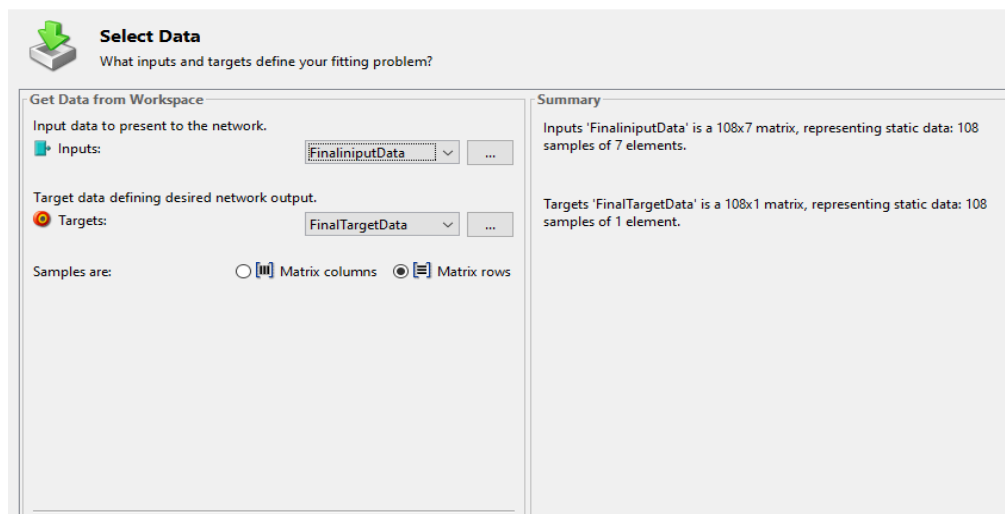 Select Data
What inputs and targets define your fitting problem?
Get Data from Workspace
Input data to present to the network.
Inputs:
FinaliniputData
...
Target data defining desired network output.
Targets:
FinalTargetData
...
Samples are:
Matrix columns
Matrix rows
Summary
Inputs 'FinaliniputData' is a 108x7 matrix, representing static data: 108
samples of 7 elements.
Targets 'FinalTargetData' is a 108x1 matrix, representing static data: 108
samples of 1 element.